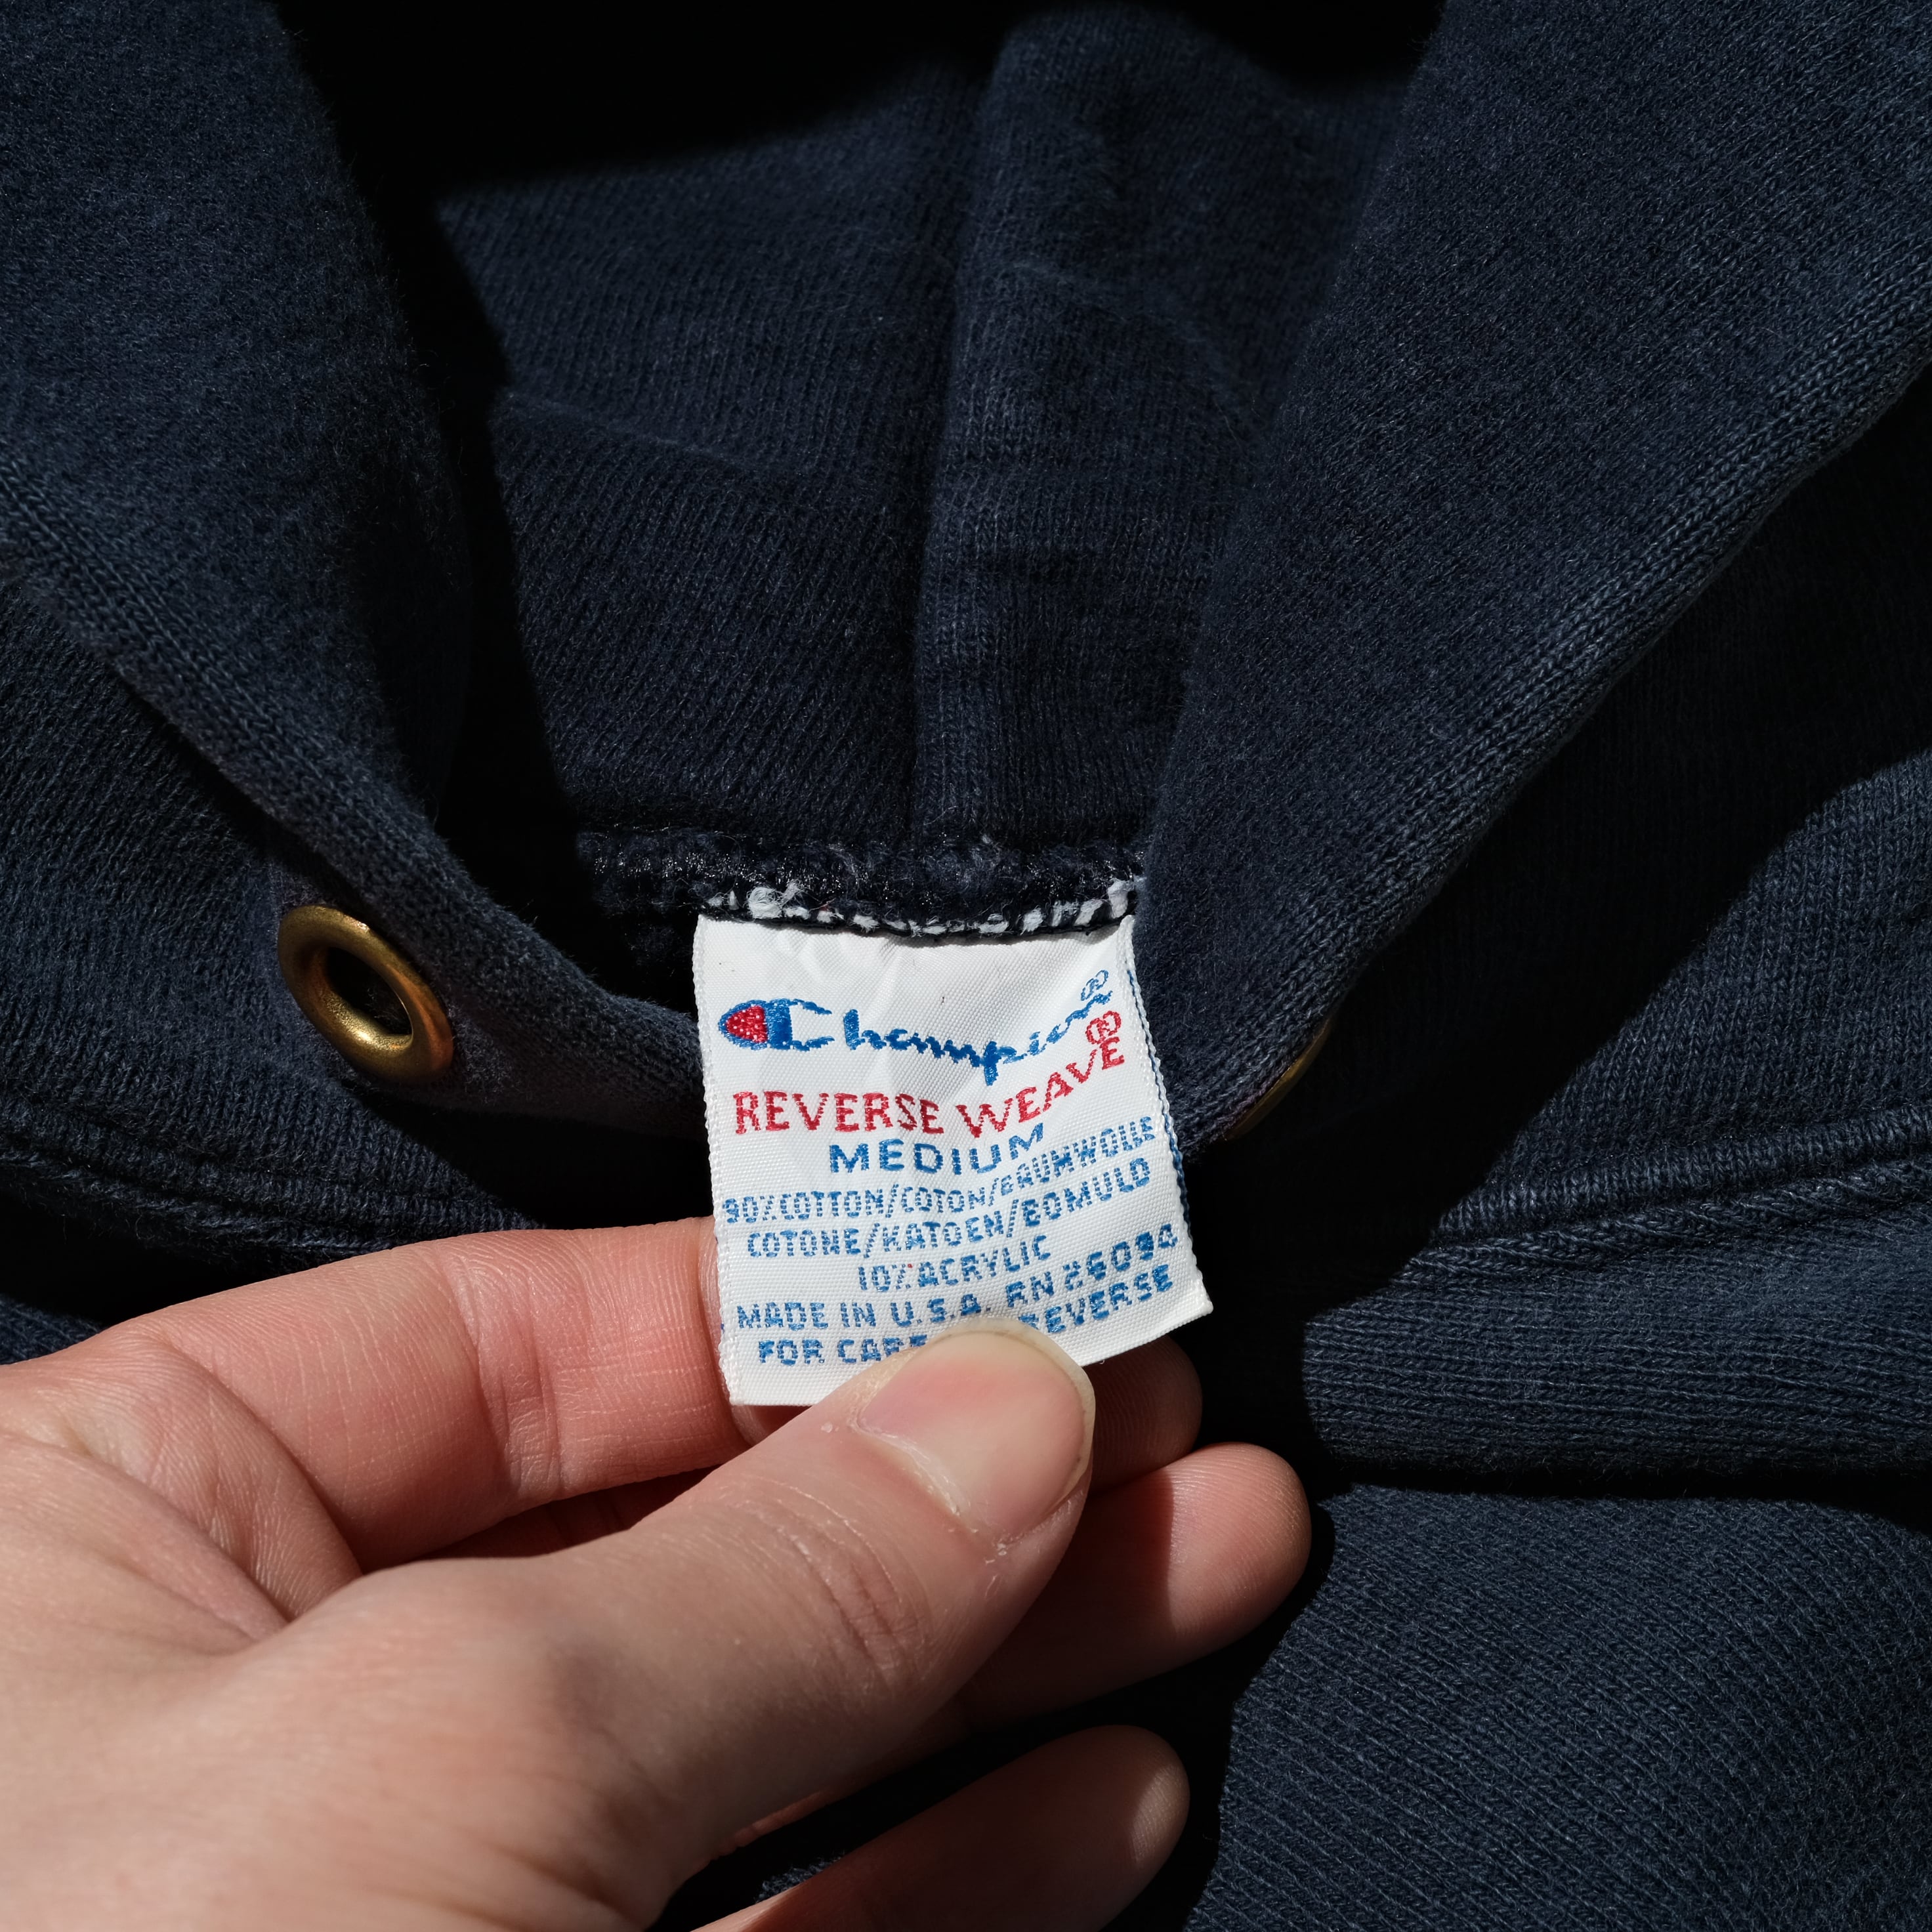 Champion®
REVERSE WEAVE®
MEDIUM
90% COTTON/COTON/BAUMWOLLE
COTONE/KATOEN/BOMULD
10% ACRYLIC
MADE IN U.S.A. RN 26094
FOR CARE REVERSE